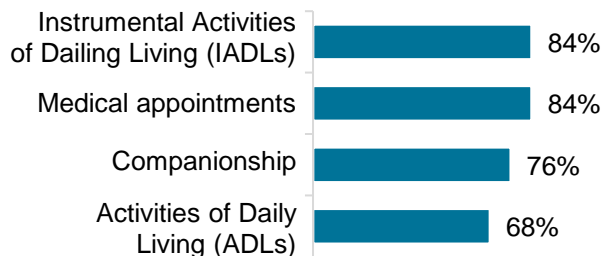 Instrumental Activities
of Dailing Living (IADLs)
84%
Medical appointments
84%
Companionship
76%
Activities of Daily
Living (ADLs)
68%